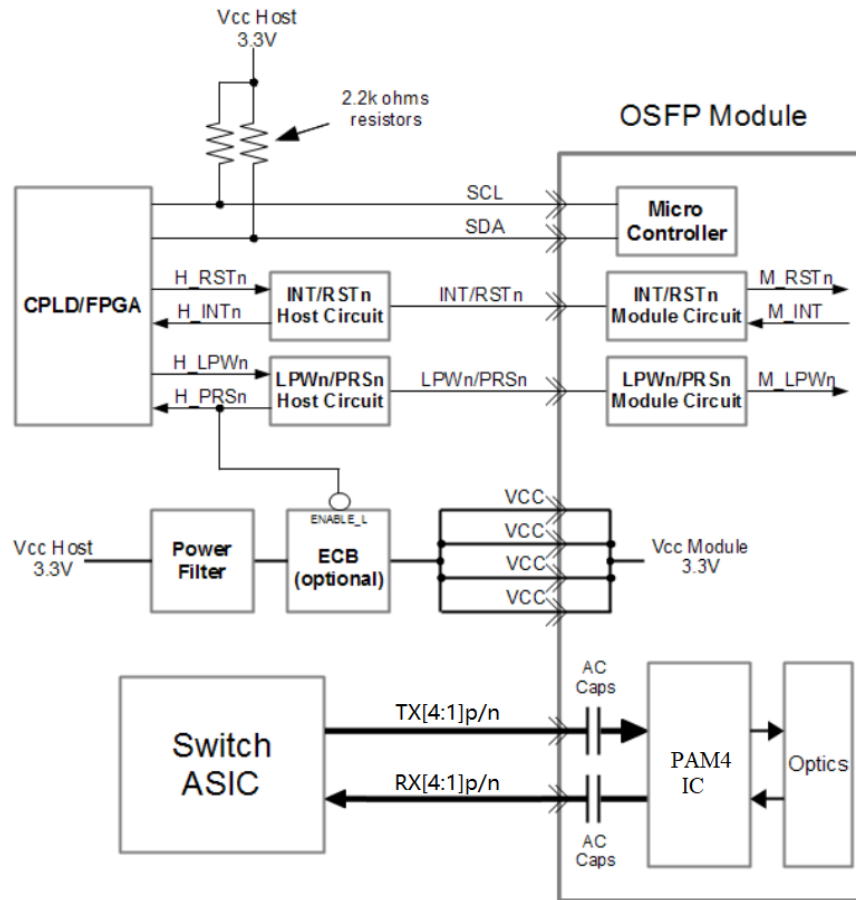 Vcc Host
3.3V
2.2k ohms
resistors
OSFP Module
SCL
SDA
Micro
Controller
CPLD/FPGA
H_RSTn
H_INTn
INT/RSTn
Host Circuit
INT/RSTn
INT/RSTn
Module Circuit
M_RSTn
M_INT
H_LPWn
H_PRSn
LPWn/PRSn
Host Circuit
LPWn/PRSn
LPWn/PRSn
Module Circuit
M_LPWn
Vcc Host
3.3V
Power
Filter
ENABLE_L
ECB
(optional)
VCC
VCC
VCC
VCC
Vcc Module
3.3V
Switch
ASIC
TX[4:1]p/n
RX[4:1]p/n
AC
Caps
AC
Caps
PAM4
IC
Optics